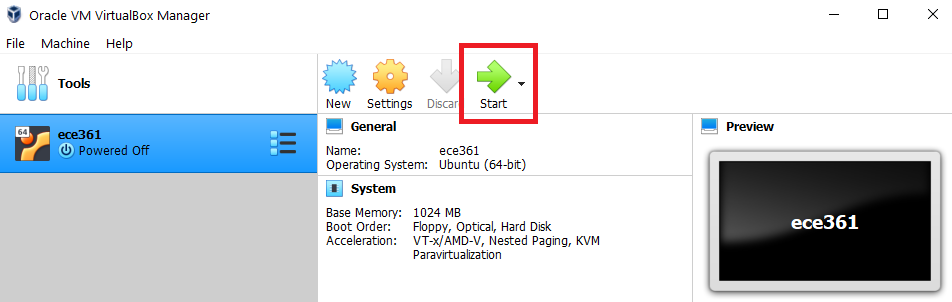 Oracle VM VirtualBox Manager
File Machine Help
Tools
New Settings Discar Start
64
ece361
Powered Off
General
Name: ece361
Operating System: Ubuntu (64-bit)
System
Base Memory: 1024 MB
Boot Order: Floppy, Optical, Hard Disk
Acceleration: VT-x/AMD-V, Nested Paging, KVM
Paravirtualization
Preview
ece361